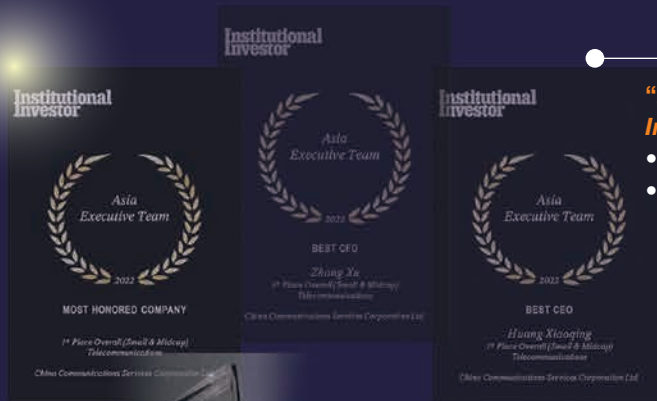 Institutional
Investor
Asia
Executive Team
2022
MOST HONORED COMPANY
1st Place Overall (Small & Midcap)
Telecommunications
China Communications Services Corporation Ltd
Institutional
Investor
Asia
Executive Team
2022
BEST CFO
Zhang Xu
1st Place Overall (Small & Midcap)
Telecommunications
China Communications Services Corporation Ltd
Institutional
Investor
Asia
Executive Team
2022
BEST CEO
Huang Xiaoqing
1st Place Overall (Small & Midcap)
Telecommunications
China Communications Services Corporation Ltd
“
In
•
•